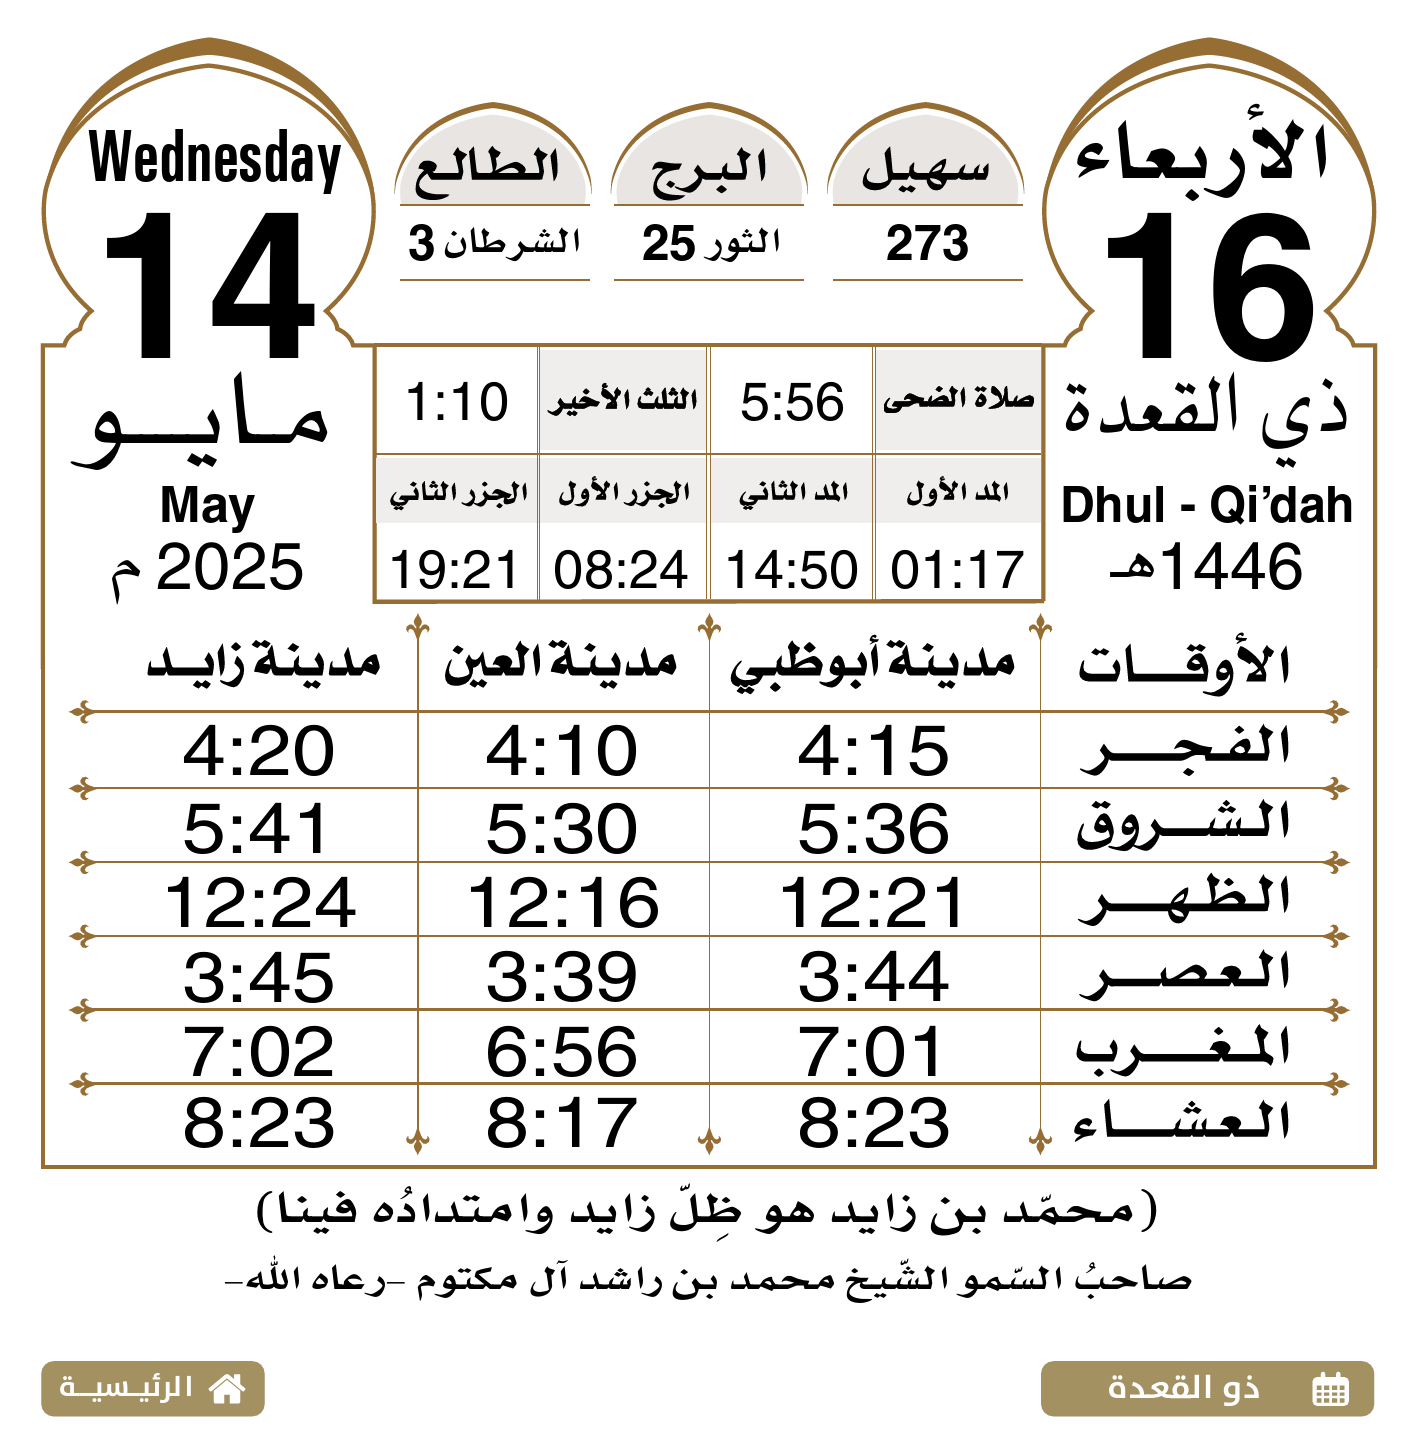 الأربعاء
16
ذي القعدة
Dhul - Qi’dah
1446هـ
سهيل
273
البرج
الثور 25
الطالع
الشرطان 3
Wednesday
14
مايو
May
2025 م
صلاة الضحى 5:56 الثلث الأخير 1:10
المد الأول المد الثاني الجزر الأول الجزر الثاني
01:17 14:50 08:24 19:21
الأوقات مدينة أبوظبي مدينة العين مدينة زايد
الفجر 4:15 4:10 4:20
الشروق 5:36 5:30 5:41
الظهر 12:21 12:16 12:24
العصر 3:44 3:39 3:45
المغرب 7:01 6:56 7:02
العشاء 8:23 8:17 8:23
(محمّد بن زايد هو ظِلّ زايد وامتدادُه فينا)
صاحبُ السّمو الشّيخ محمد بن راشد آل مكتوم –رعاه الله–
ذو القعدة
الرئيسية